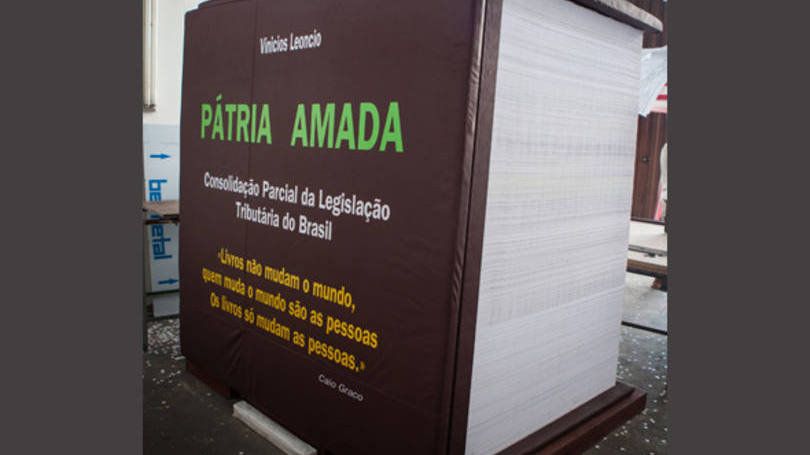 Vinicios Leoncio
PÁTRIA AMADA
Consolidação Parcial da Legislação
Tributária do Brasil
«Livros não mudam o mundo,
quem muda o mundo são as pessoas
Os livros só mudam as pessoas.»
Caio Graco